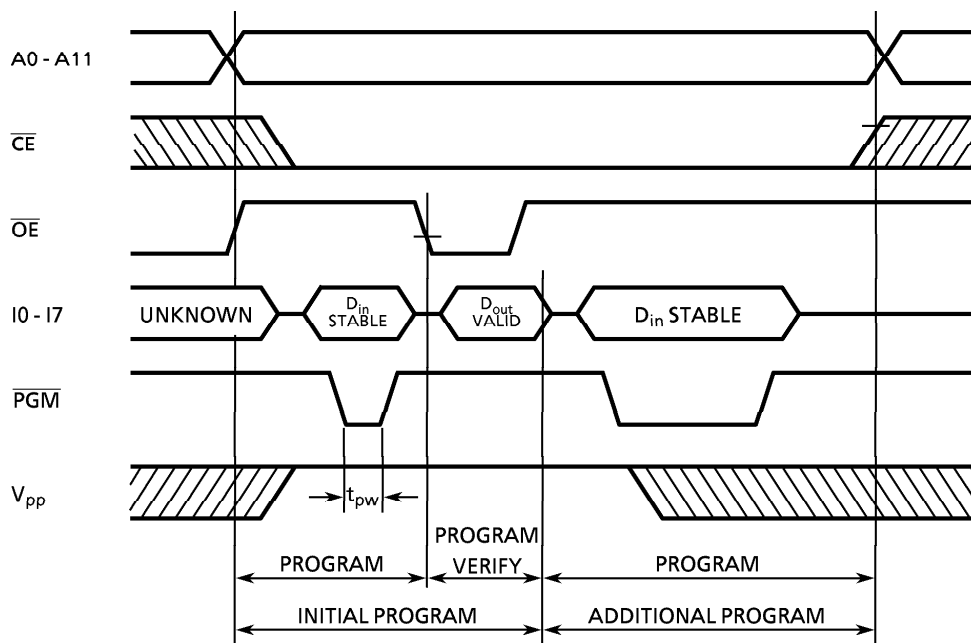 A0 - A11
CE
OE
I0 - I7
UNKNOWN
Din
STABLE
Dout
VALID
Din STABLE
PGM
Vpp
tpw
PROGRAM
PROGRAM
VERIFY
PROGRAM
INITIAL PROGRAM
ADDITIONAL PROGRAM